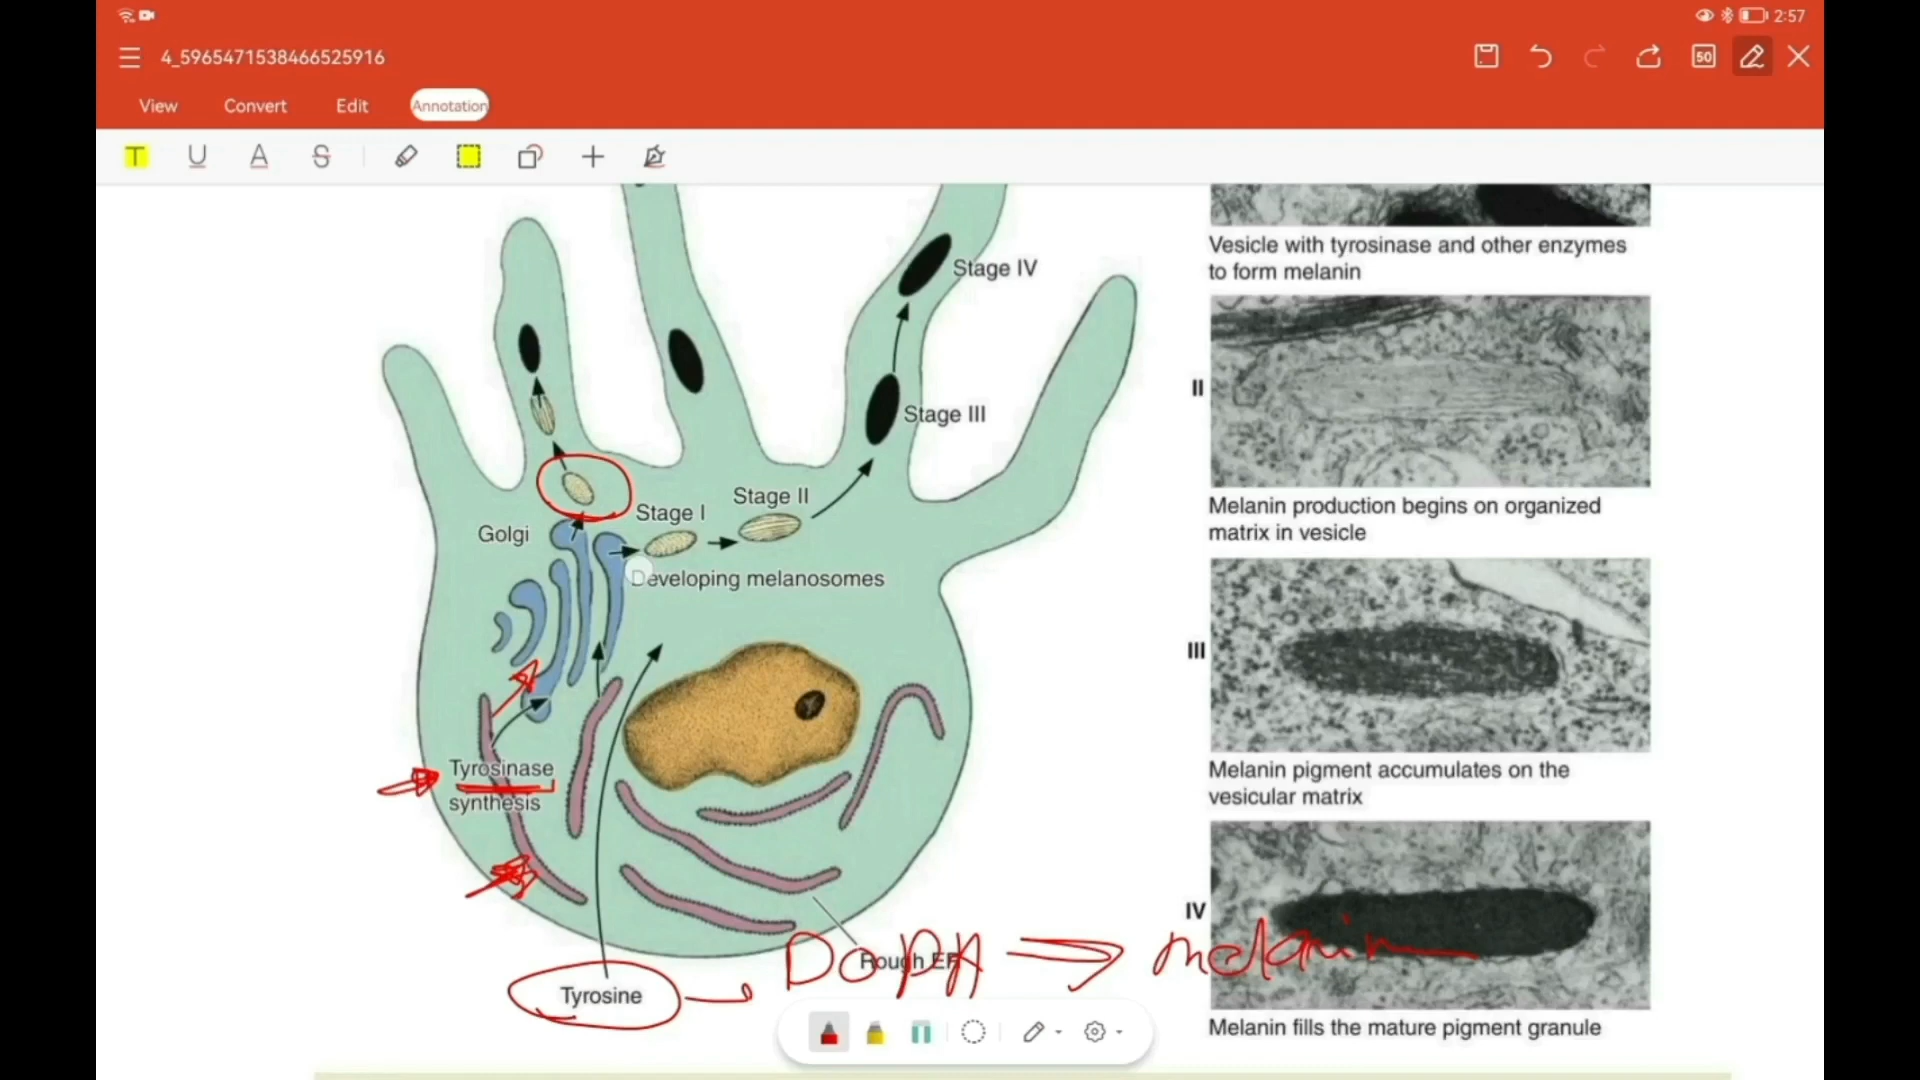 2:57
4_5965471538466525916
50
View Convert Edit Annotation
T U A S
Stage IV
Stage III
Stage II
Stage I
Golgi
Developing melanosomes
Tyrosinase
synthesis
Rough ER
Tyrosine
DOPA
melanin
Vesicle with tyrosinase and other enzymes
to form melanin
II
Melanin production begins on organized
matrix in vesicle
III
Melanin pigment accumulates on the
vesicular matrix
IV
Melanin fills the mature pigment granule